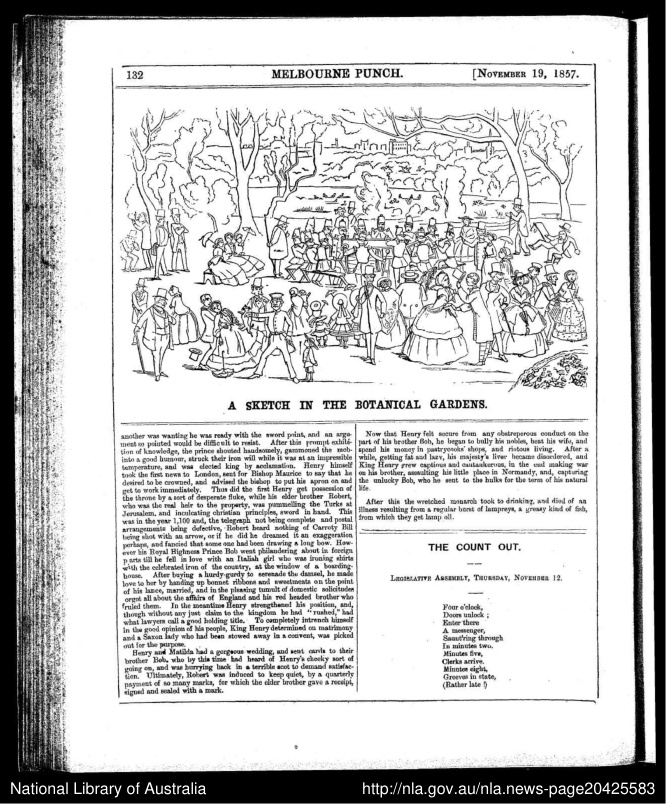 132
MELBOURNE PUNCH.
[NOVEMBER 19, 1857.
A SKETCH IN THE BOTANICAL GARDENS.
another was wanting he was ready with the sword point, and an argu-
ment so pointed would be difficult to resist. After this prompt exhibi-
tion of knowledge, the prince shouted handsomely, gammoned the mob
into a good humour, struck their iron will while it was at an impressible
temperature, and was elected king by acclamation. Henry himself
took the first news to London, sent for Bishop Maurice to say that he
desired to be crowned, and advised the bishop to put his apron on and
get to work immediately. Thus did the first Henry get possession of
the throne by a sort of desperate fluke, while his elder brother Robert,
who was the real heir to the property, was pummelling the Turks at
Jerusalem, and inculcating christian principles, sword in hand. This
was in the year 1,100 and, the telegraph not being complete and postal
arrangements being defective, Robert heard nothing of Carroty Bill
being shot with an arrow, or if he did he dreamed it an exaggeration
perhaps, and fancied that some one had been drawing a long bow. How-
ever his Royal Highness Prince Bob went philandering about in foreign
parts till he fell in love with an Italish girl who was ironing shirts
with the celebrated iron of the country, at the window of a boarding-
house. After buying a hurdy-gurdy to serenade the damsel, he made
love to her by handing up bonnet ribbons and sweetmeats on the point
of his lance, married, and in the pleasing tumult of domestic solicitudes
orgot all about the affairs of England and his red headed brother who
fruled them. In the meantime Henry strengthened his position, and,
though without any just claim to the kingdom he had "rushed," had
what lawyers call a good holding title. To completely intrench himself
in the good opinion of his people, King Henry determined on matrimony
and a Saxon lady who had been stowed away in a convent, was picked
out for the purpose.
Henry and Matilda had a gorgeous wedding, and sent cards to their
brother Bob, who by this time had heard of Henry's cheeky sort of
going on, and was hurrying back in a terrible scot to demand satisfac-
tion. Ultimately, Robert was induced to keep quiet, by a quarterly
payment of so many marks, for which the elder brother gave a receipt,
signed and sealed with a mark.
Now that Henry felt secure from any obstreperous conduct on the
part of his brother Bob, he began to bully his nobles, beat his wife, and
spend his money in pastrycooks' shops, and riotous living. After a
while, getting fat and lazy, his majesty's liver became disordered, and
King Henry grew captious and cantankerous, in the end making war
on his brother, assaulting his little place in Normandy, and, capturing
the unlucky Bob, who he sent to the hulks for the term of his natural
life.
After this the wretched monarch took to drinking, and died of an
illness resulting from a regular burst of lampreys, a greasy kind of fish,
from which they get lamp oil.
THE COUNT OUT.
LEGISLATIVE ASSEMBLY, THURSDAY, NOVEMBER 12.
Four o'clock,
Doors unlock ;
Enter there
A messenger,
Saunt'ring through
In minutes two.
Minutes five,
Clerks arrive.
Minutes eight,
Greeves in state,
(Rather late !)
National Library of Australia
http://nla.gov.au/nla.news-page20425583